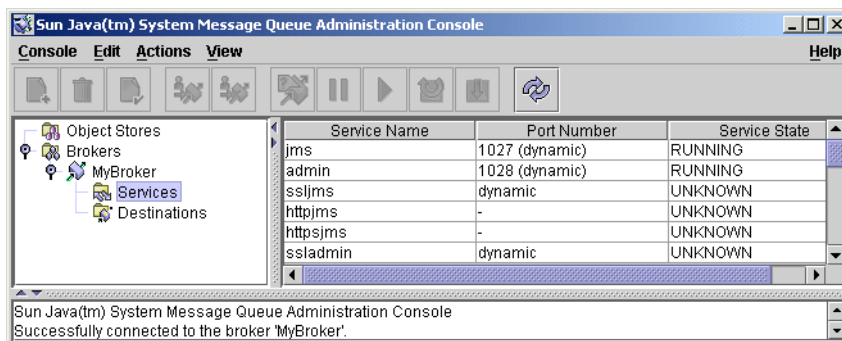 Sun Java(tm) System Message Queue Administration Console
Console Edit Actions View Help
Object Stores
Brokers
MyBroker
Services
Destinations
Service Name Port Number Service State
jms 1027 (dynamic) RUNNING
admin 1028 (dynamic) RUNNING
ssljms dynamic UNKNOWN
httpjms - UNKNOWN
httpsjms - UNKNOWN
ssladmin dynamic UNKNOWN
Sun Java(tm) System Message Queue Administration Console
Successfully connected to the broker 'MyBroker'.